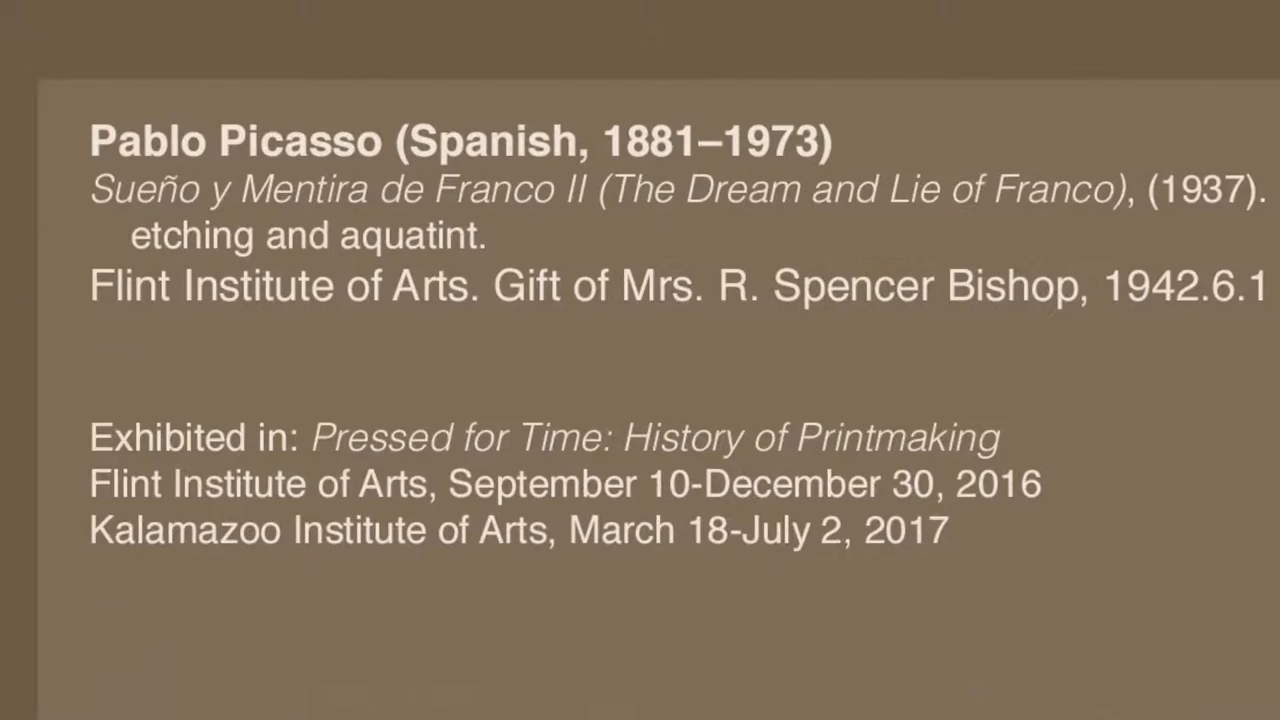 Pablo Picasso (Spanish, 1881–1973)
Sueño y Mentira de Franco II (The Dream and Lie of Franco), (1937).
etching and aquatint.
Flint Institute of Arts. Gift of Mrs. R. Spencer Bishop, 1942.6.1
Exhibited in: Pressed for Time: History of Printmaking
Flint Institute of Arts, September 10-December 30, 2016
Kalamazoo Institute of Arts, March 18-July 2, 2017